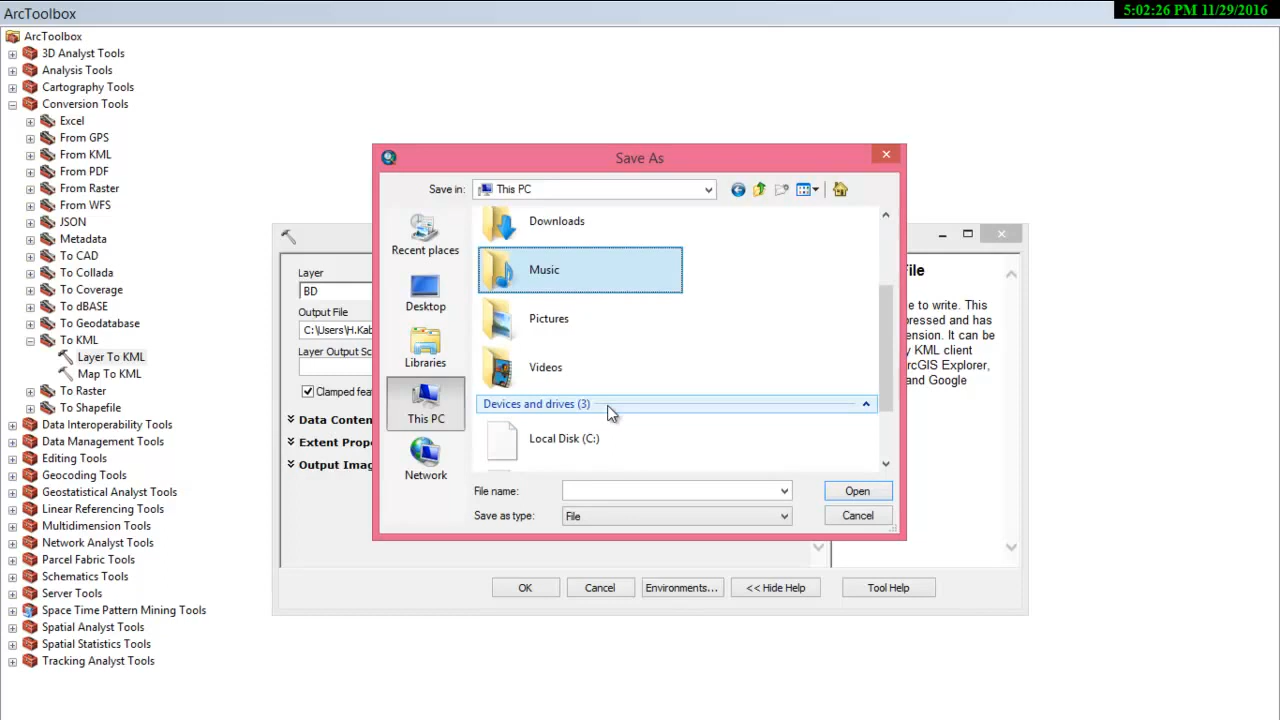 ArcToolbox
5:02:26 PM 11/29/2016
ArcToolbox
3D Analyst Tools
Analysis Tools
Cartography Tools
Conversion Tools
Excel
From GPS
From KML
From PDF
From Raster
From WFS
JSON
Metadata
To CAD
To Collada
To Coverage
To dBASE
To Geodatabase
To KML
Layer To KML
Map To KML
To Raster
To Shapefile
Data Interoperability Tools
Data Management Tools
Editing Tools
Geocoding Tools
Geostatistical Analyst Tools
Linear Referencing Tools
Multidimension Tools
Network Analyst Tools
Parcel Fabric Tools
Schematics Tools
Server Tools
Space Time Pattern Mining Tools
Spatial Analyst Tools
Spatial Statistics Tools
Tracking Analyst Tools
Save As
Save in: This PC
Recent places
Desktop
Libraries
This PC
Network
Downloads
Music
Pictures
Videos
Devices and drives (3)
Local Disk (C:)
File name:
Open
Save as type: File
Cancel
Layer
BD
Output File
C:\Users\H.Kab
Layer Output Sc
Clamped fea
Data Conten
Extent Prop
Output Imag
File
e to write. This
pressed and has
ension. It can be
y KML client
rcGIS Explorer,
and Google
OK
Cancel
Environments...
<< Hide Help
Tool Help